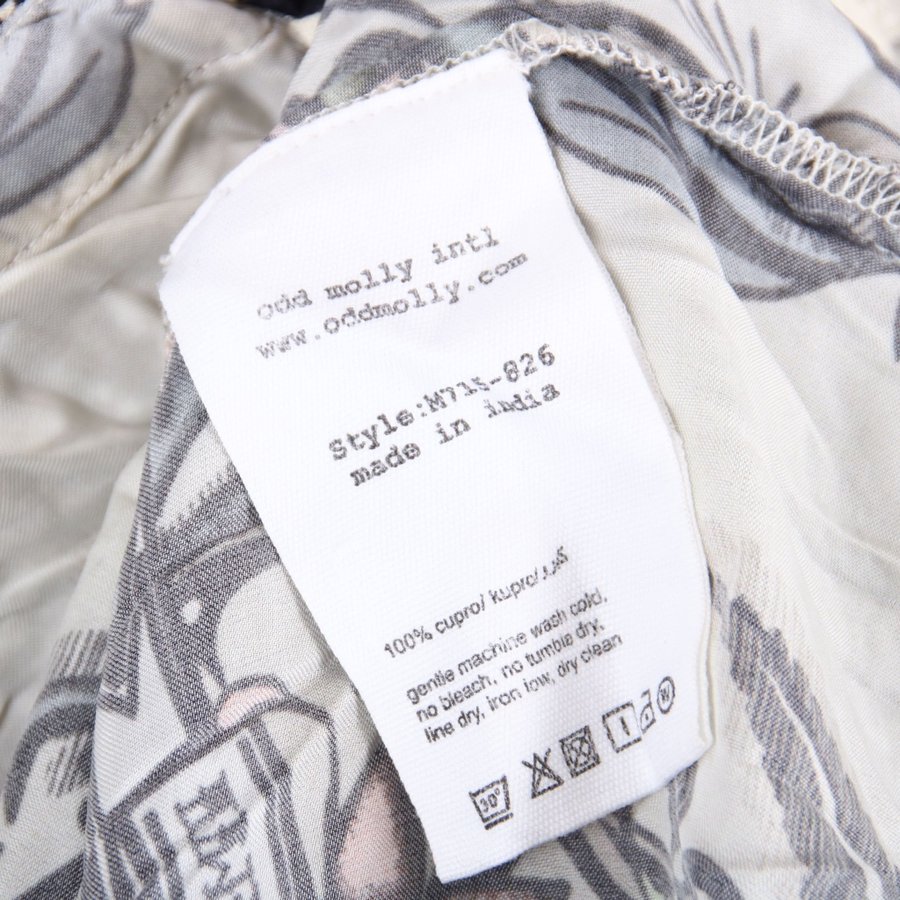 odd molly intl
www.oddmolly.com
Style:M715-826
made in india
100% cupro/ kupro/
gentle machine wash cold,
no bleach, no tumble dry,
line dry, iron low, dry clean
30°
W